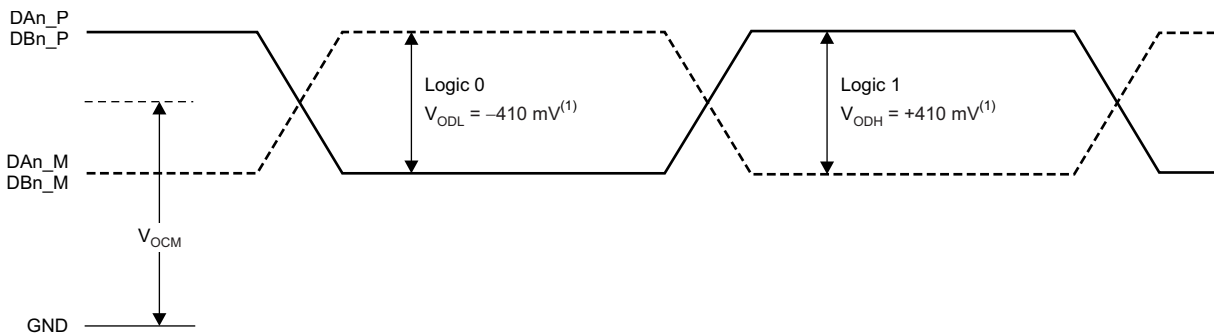 DAn_P
DBn_P
Logic 0
V_ODL = –410 mV(1)
Logic 1
V_ODH = +410 mV(1)
DAn_M
DBn_M
V_OCM
GND